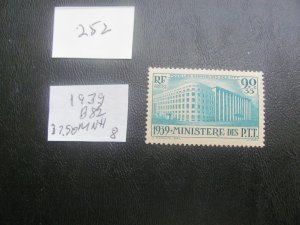 252
1939
B82
37.50 MNH
8
RF
90c
+35c
1939·MINISTERE DES P.T.T.